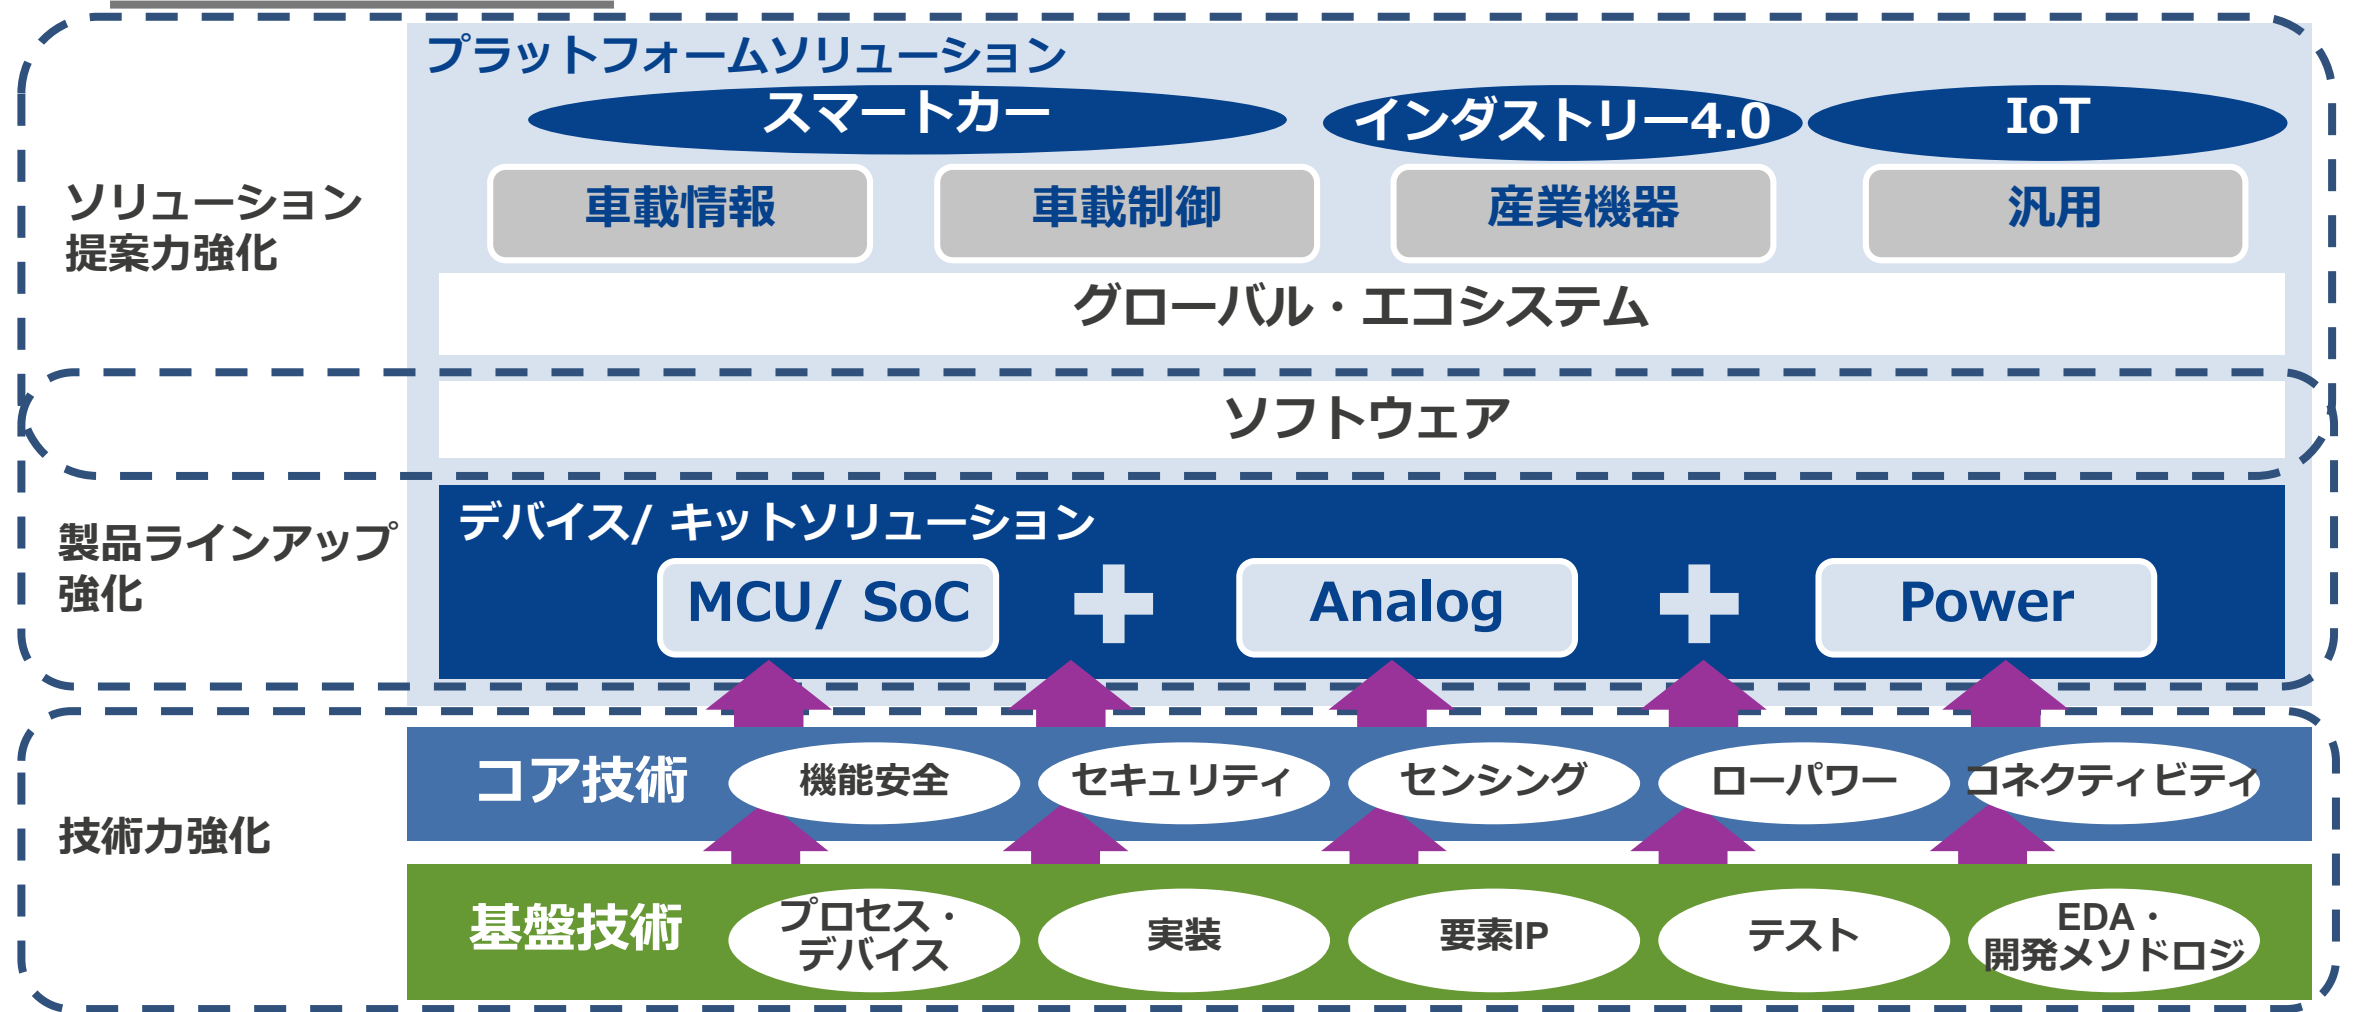 プラットフォームソリューション
スマートカー
インダストリー4.0
IoT
車載情報
車載制御
産業機器
汎用
ソリューション
提案力強化
グローバル・エコシステム
ソフトウェア
製品ラインアップ
強化
デバイス/ キットソリューション
MCU/ SoC
Analog
Power
技術力強化
コア技術
機能安全
セキュリティ
センシング
ローパワー
コネクティビティ
基盤技術
プロセス・
デバイス
実装
要素IP
テスト
EDA・
開発メソドロジ